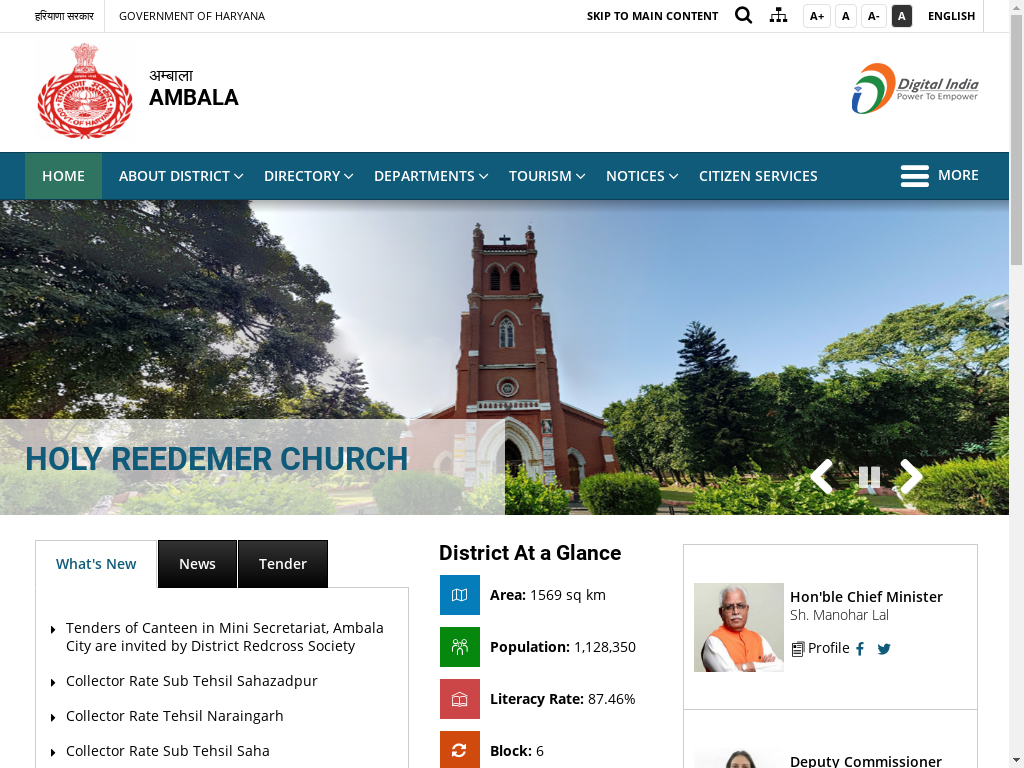 हरियाणा सरकार
GOVERNMENT OF HARYANA
SKIP TO MAIN CONTENT
A+
A
A-
A
ENGLISH
अम्बाला
AMBALA
Digital India
Power To Empower
HOME
ABOUT DISTRICT
DIRECTORY
DEPARTMENTS
TOURISM
NOTICES
CITIZEN SERVICES
MORE
HOLY REEDEMER CHURCH
What's New
News
Tender
Tenders of Canteen in Mini Secretariat, Ambala
City are invited by District Redcross Society
Collector Rate Sub Tehsil Sahazadpur
Collector Rate Tehsil Naraingarh
Collector Rate Sub Tehsil Saha
District At a Glance
Area: 1569 sq km
Population: 1,128,350
Literacy Rate: 87.46%
Block: 6
Hon'ble Chief Minister
Sh. Manohar Lal
Profile
Deputy Commissioner